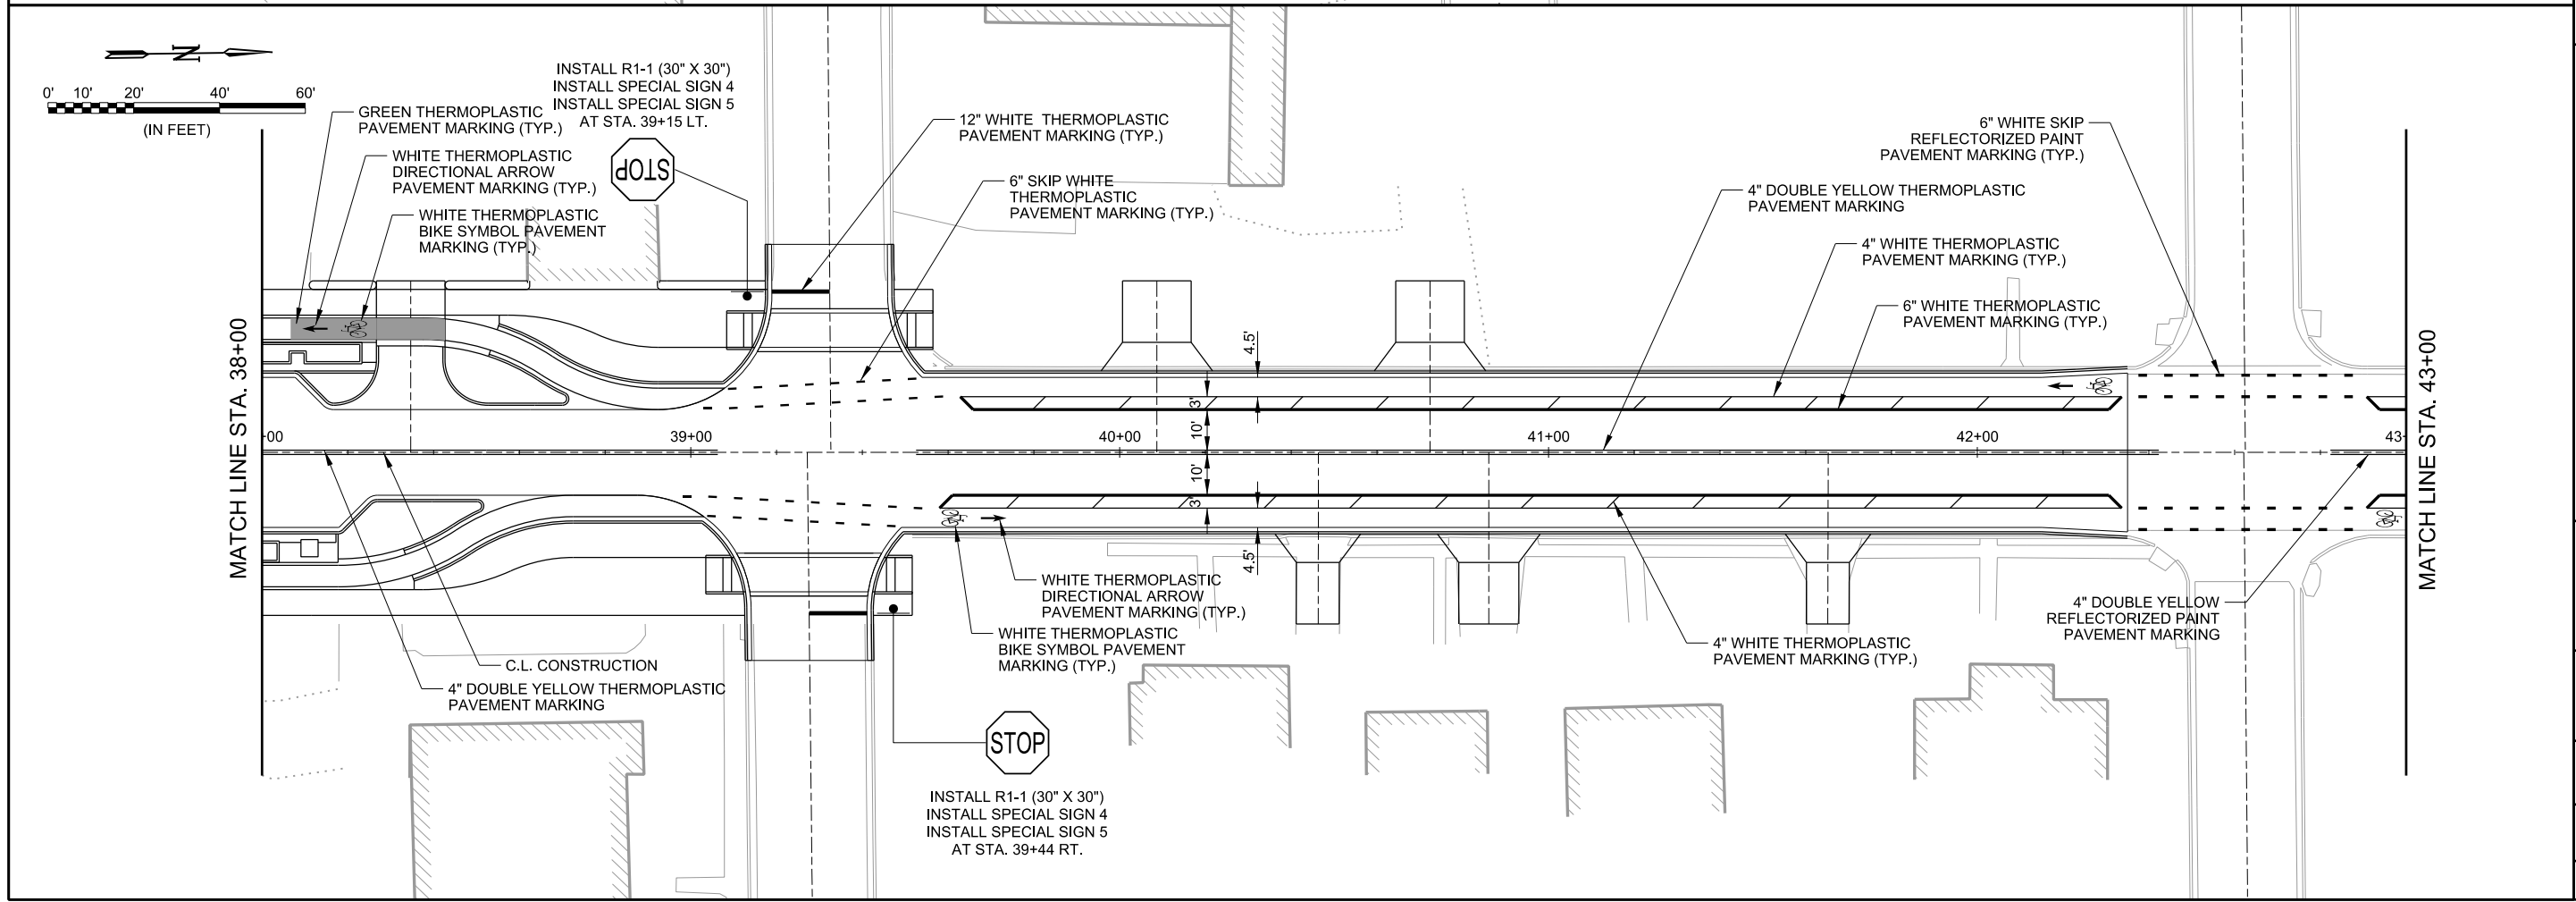 N
0' 10' 20' 40' 60'
(IN FEET)
GREEN THERMOPLASTIC
PAVEMENT MARKING (TYP.)
WHITE THERMOPLASTIC
DIRECTIONAL ARROW
PAVEMENT MARKING (TYP.)
WHITE THERMOPLASTIC
BIKE SYMBOL PAVEMENT
MARKING (TYP.)
INSTALL R1-1 (30" X 30")
INSTALL SPECIAL SIGN 4
INSTALL SPECIAL SIGN 5
AT STA. 39+15 LT.
STOP
12" WHITE THERMOPLASTIC
PAVEMENT MARKING (TYP.)
6" SKIP WHITE
THERMOPLASTIC
PAVEMENT MARKING (TYP.)
6" WHITE SKIP
REFLECTORIZED PAINT
PAVEMENT MARKING (TYP.)
4" DOUBLE YELLOW THERMOPLASTIC
PAVEMENT MARKING
4" WHITE THERMOPLASTIC
PAVEMENT MARKING (TYP.)
6" WHITE THERMOPLASTIC
PAVEMENT MARKING (TYP.)
MATCH LINE STA. 38+00
4.5'
3'
10'
+00 39+00 40+00 41+00 42+00 43+
10'
3'
4.5'
MATCH LINE STA. 43+00
WHITE THERMOPLASTIC
DIRECTIONAL ARROW
PAVEMENT MARKING (TYP.)
WHITE THERMOPLASTIC
BIKE SYMBOL PAVEMENT
MARKING (TYP.)
4" WHITE THERMOPLASTIC
PAVEMENT MARKING (TYP.)
4" DOUBLE YELLOW
REFLECTORIZED PAINT
PAVEMENT MARKING
C.L. CONSTRUCTION
4" DOUBLE YELLOW THERMOPLASTIC
PAVEMENT MARKING
STOP
INSTALL R1-1 (30" X 30")
INSTALL SPECIAL SIGN 4
INSTALL SPECIAL SIGN 5
AT STA. 39+44 RT.